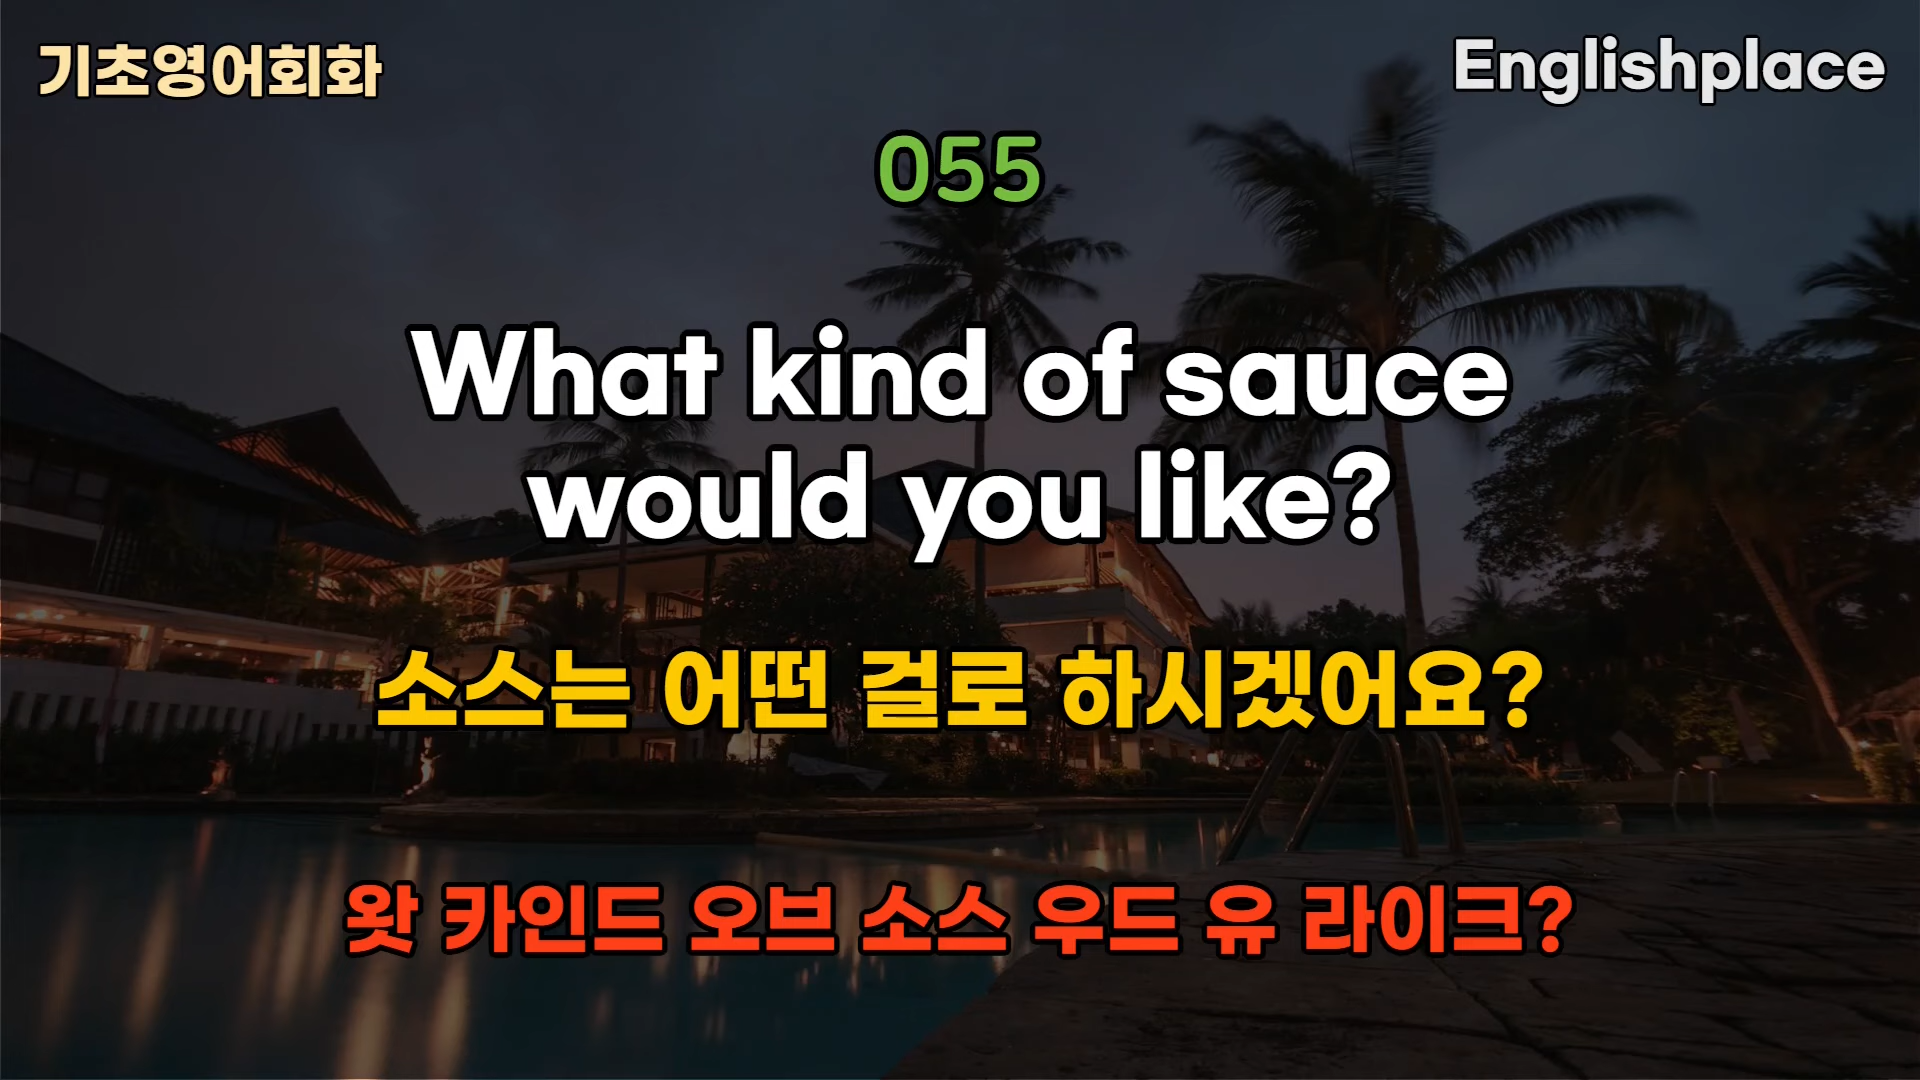 기초영어회화
Englishplace
055
What kind of sauce
would you like?
소스는 어떤 걸로 하시겠어요?
왓 카인드 오브 소스 우드 유 라이크?